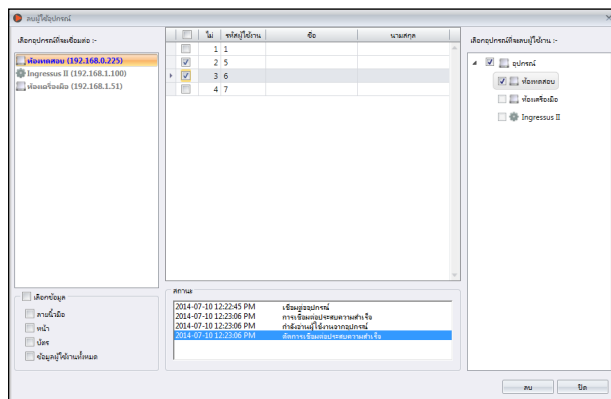 ลบผู้ใช้อุปกรณ์
เลือกอุปกรณ์ที่จะเชื่อมต่อ :-
ห้องทดสอบ (192.168.0.225)
Ingressus II (192.168.1.100)
ห้องเครื่องมือ (192.168.1.51)
ไม่ รหัสผู้ใช้งาน ชื่อ นามสกุล
1 1
2 5
3 6
4 7
เลือกอุปกรณ์ที่จะลบผู้ใช้งาน :-
อุปกรณ์
ห้องทดสอบ
ห้องเครื่องมือ
Ingressus II
เลือกข้อมูล
ลายนิ้วมือ
หน้า
บัตร
ข้อมูลผู้ใช้งานทั้งหมด
สถานะ
2014-07-10 12:22:45 PM เชื่อมต่ออุปกรณ์
2014-07-10 12:23:06 PM การเชื่อมต่อประสบความสำเร็จ
2014-07-10 12:23:06 PM กำลังอ่านผู้ใช้งานจากอุปกรณ์
2014-07-10 12:23:06 PM ตัดการเชื่อมต่อประสบความสำเร็จ
ลบ ปิด